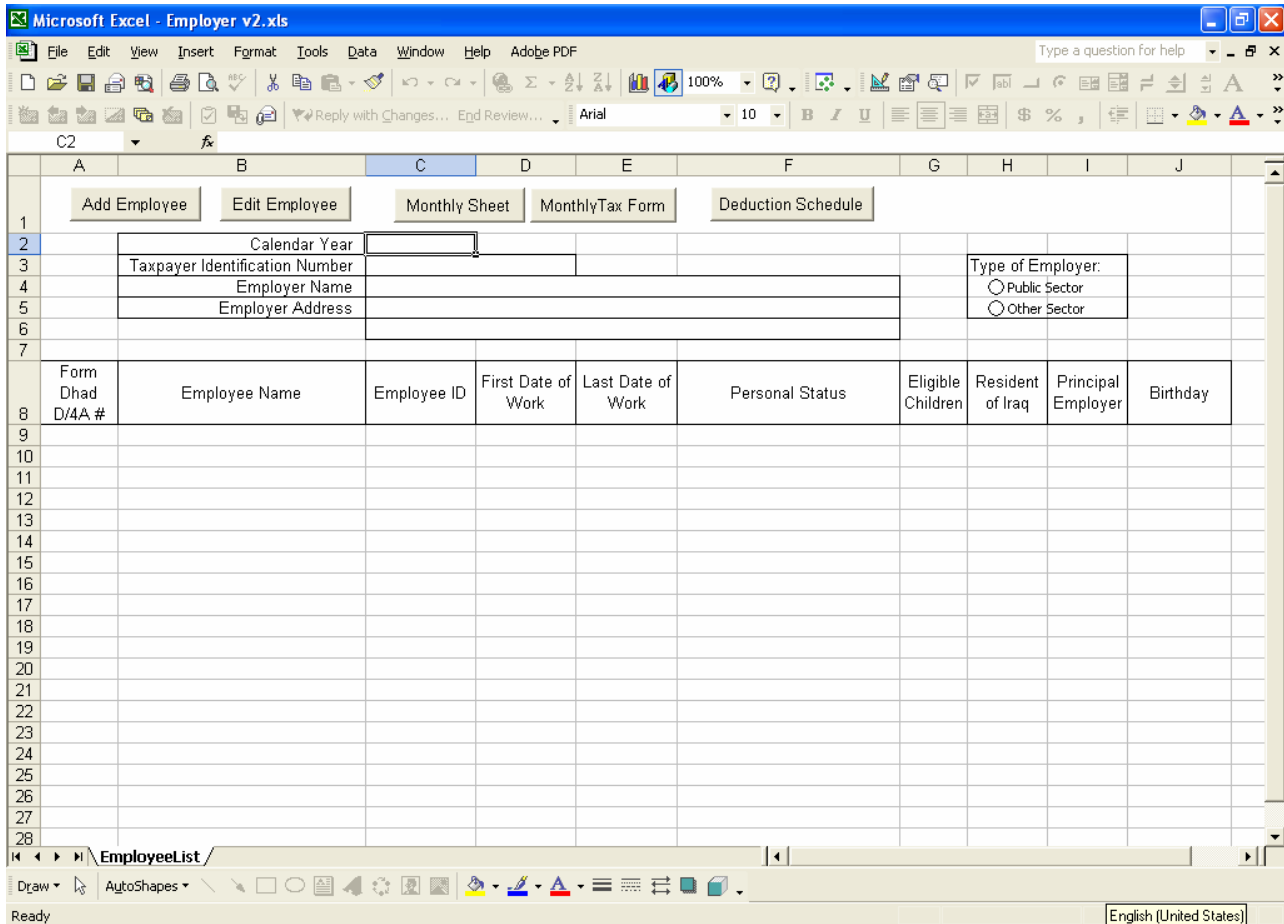 Microsoft Excel - Employer v2.xls
File Edit View Insert Format Tools Data Window Help Adobe PDF Type a question for help
100%
Reply with Changes... End Review... Arial 10 B I U $ % ,
C2 fx
A B C D E F G H I J
1 Add Employee Edit Employee Monthly Sheet MonthlyTax Form Deduction Schedule
2 Calendar Year
3 Taxpayer Identification Number Type of Employer:
4 Employer Name Public Sector
5 Employer Address Other Sector
6
7
8 Form Dhad D/4A # Employee Name Employee ID First Date of Work Last Date of Work Personal Status Eligible Children Resident of Iraq Principal Employer Birthday
9
10
11
12
13
14
15
16
17
18
19
20
21
22
23
24
25
26
27
28
EmployeeList
Draw AutoShapes
Ready English (United States)